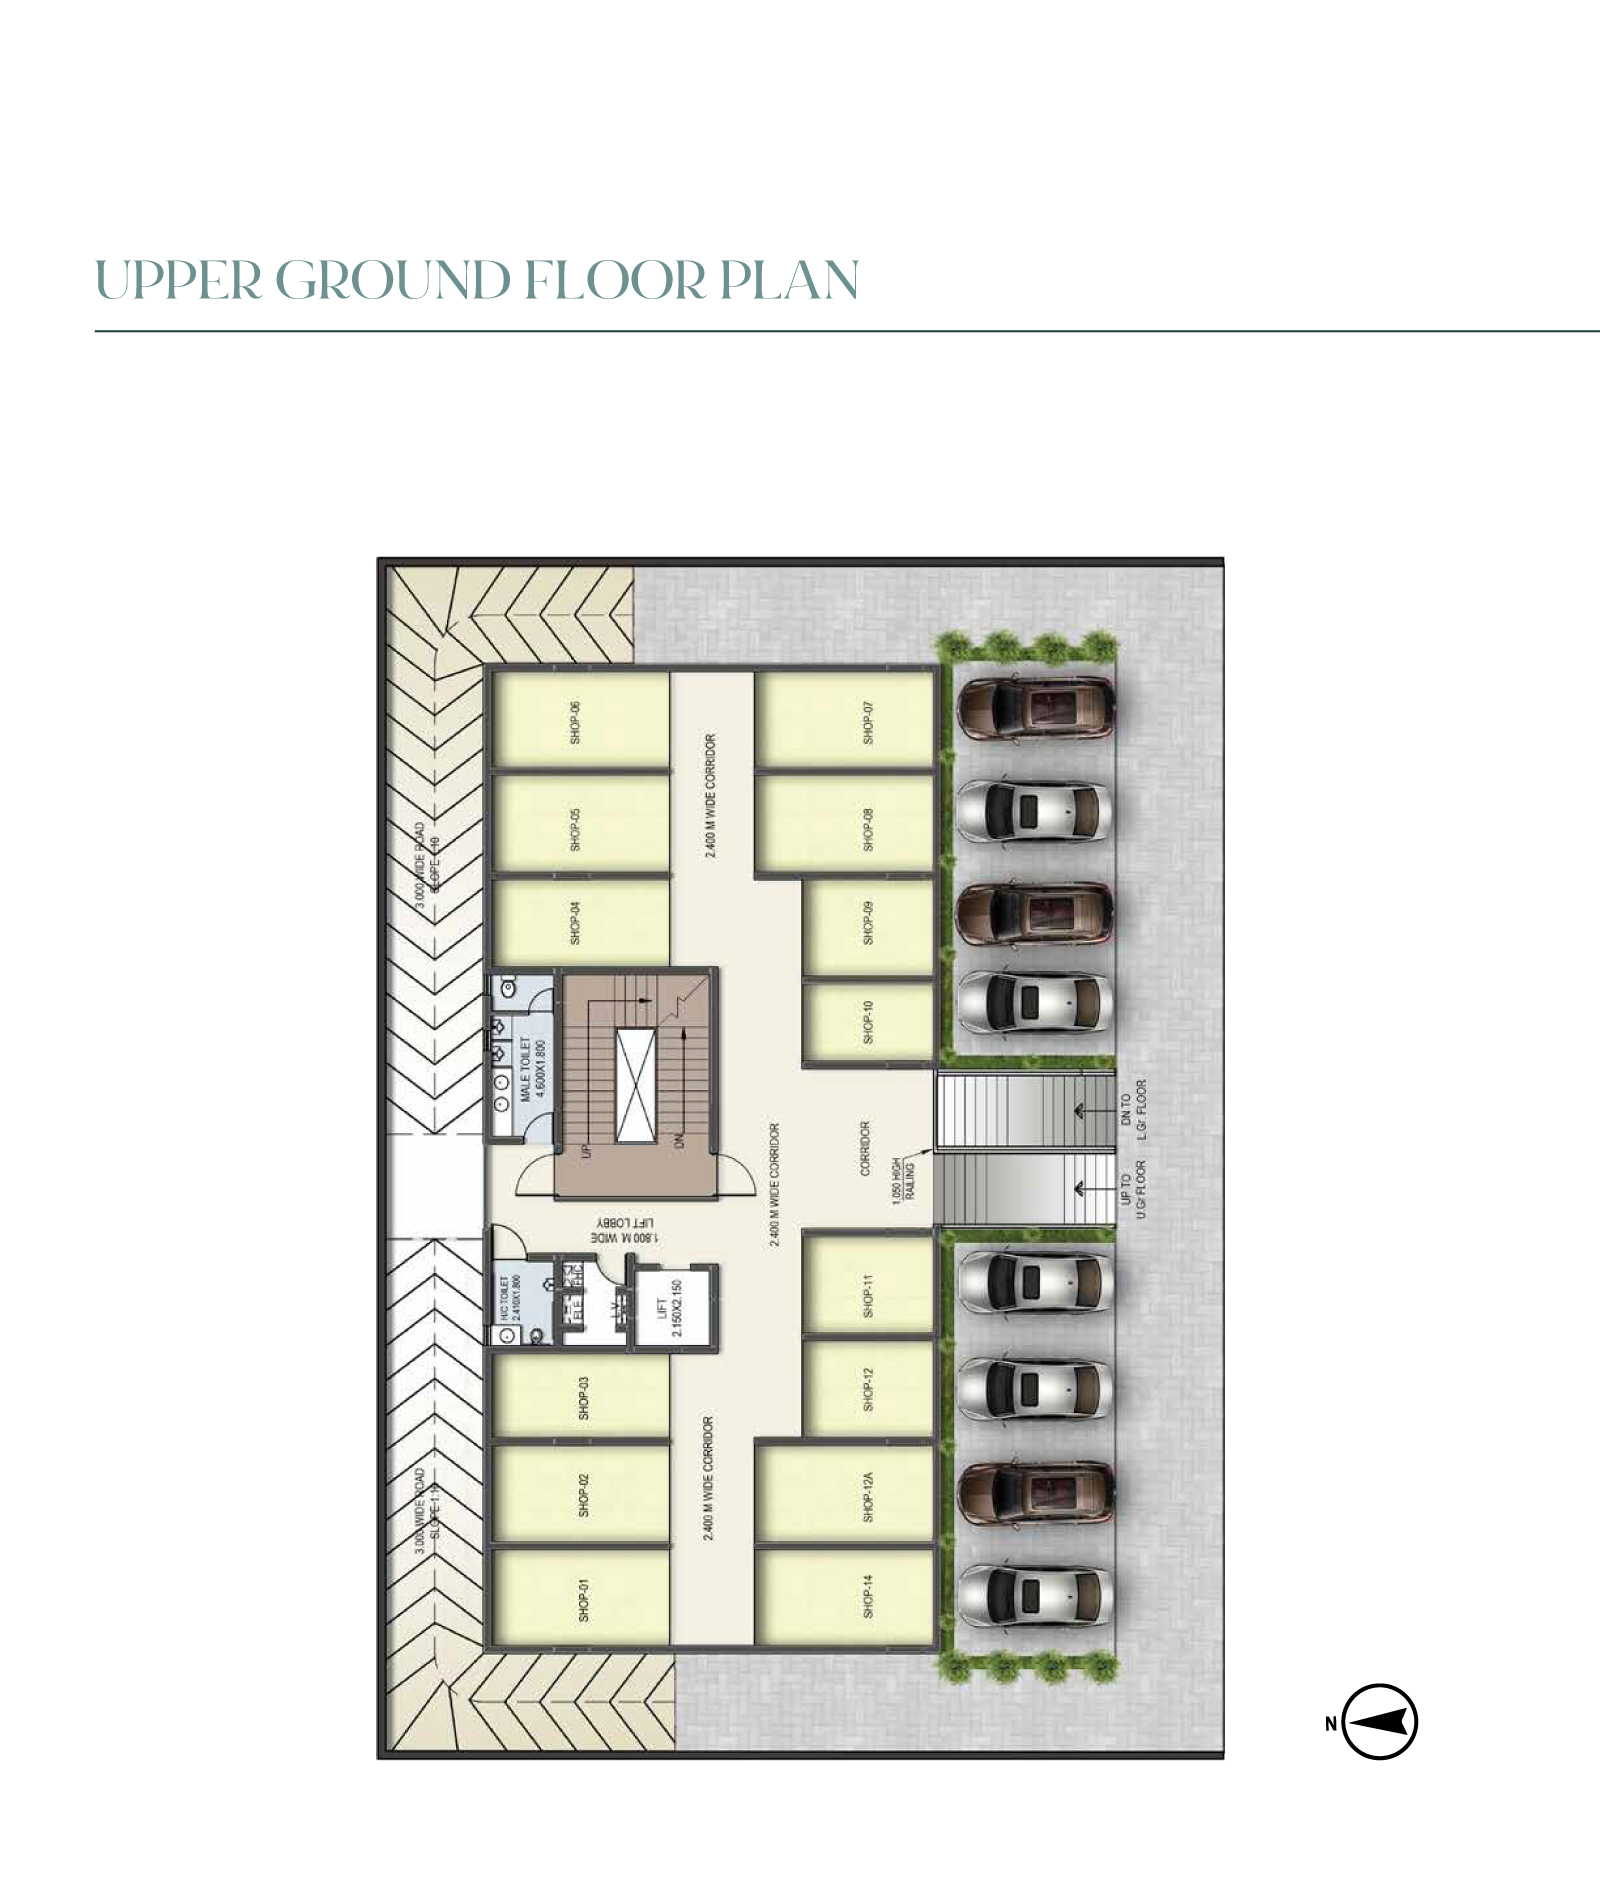 UPPER GROUND FLOOR PLAN
3.000 WIDE ROAD
SLOPE-1:10
SHOP-06
SHOP-07
2.400 M WIDE CORRIDOR
SHOP-05
SHOP-08
SHOP-04
SHOP-09
SHOP-10
MALE TOILET
4.600X1.800
UP
DN
2.400 M WIDE CORRIDOR
CORRIDOR
1.050 HIGH
RAILING
DN TO
L.Gr. FLOOR
UP TO
U.Gr FLOOR
1.800 M WIDE
LIFT LOBBY
H/C TOILET
2.410X1.800
FHC
ELE
L.V
LIFT
2.150X2.150
SHOP-11
SHOP-03
SHOP-12
2.400 M WIDE CORRIDOR
SHOP-02
SHOP-12A
3.000 WIDE ROAD
SLOPE-1:10
SHOP-01
SHOP-14
N